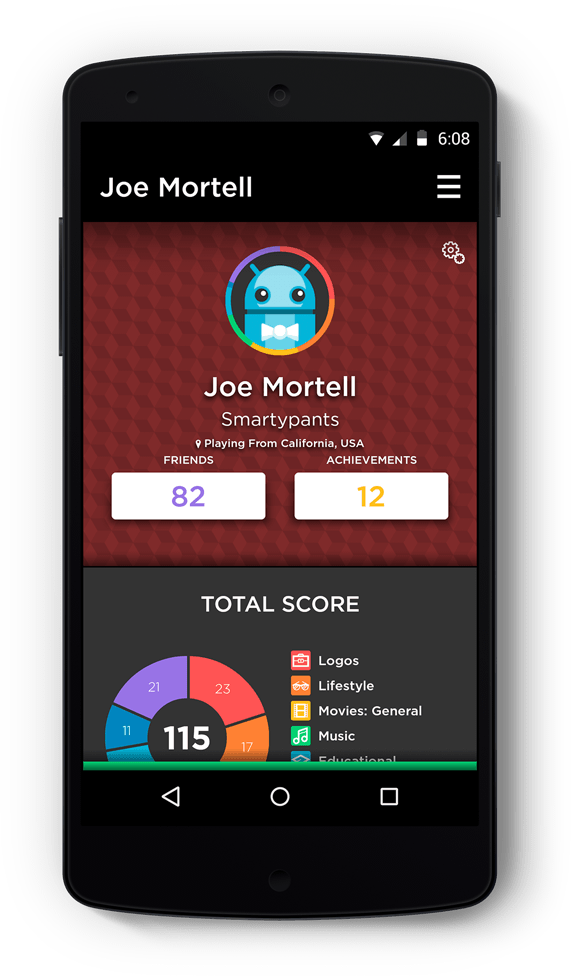 6:08
Joe Mortell
Joe Mortell
Smartypants
Playing From California, USA
FRIENDS
ACHIEVEMENTS
82
12
TOTAL SCORE
21
23
11
115
17
Logos
Lifestyle
Movies: General
Music
Educational